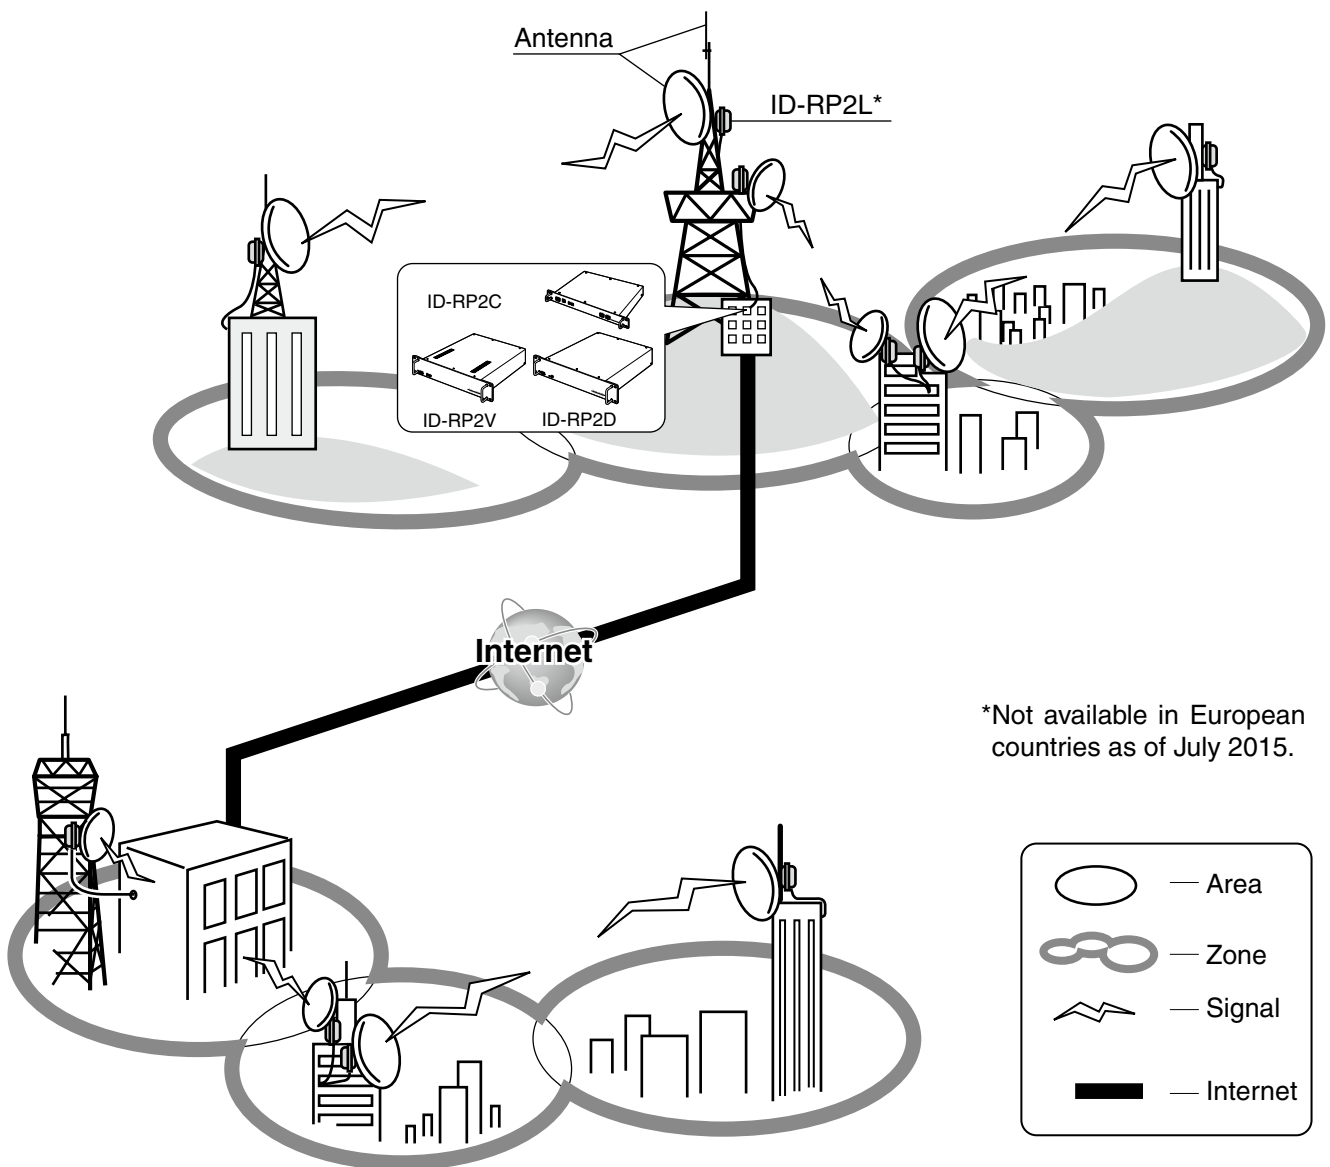 Antenna
ID-RP2L*
ID-RP2C
ID-RP2V
ID-RP2D
Internet
*Not available in European
countries as of July 2015.
Area
Zone
Signal
Internet